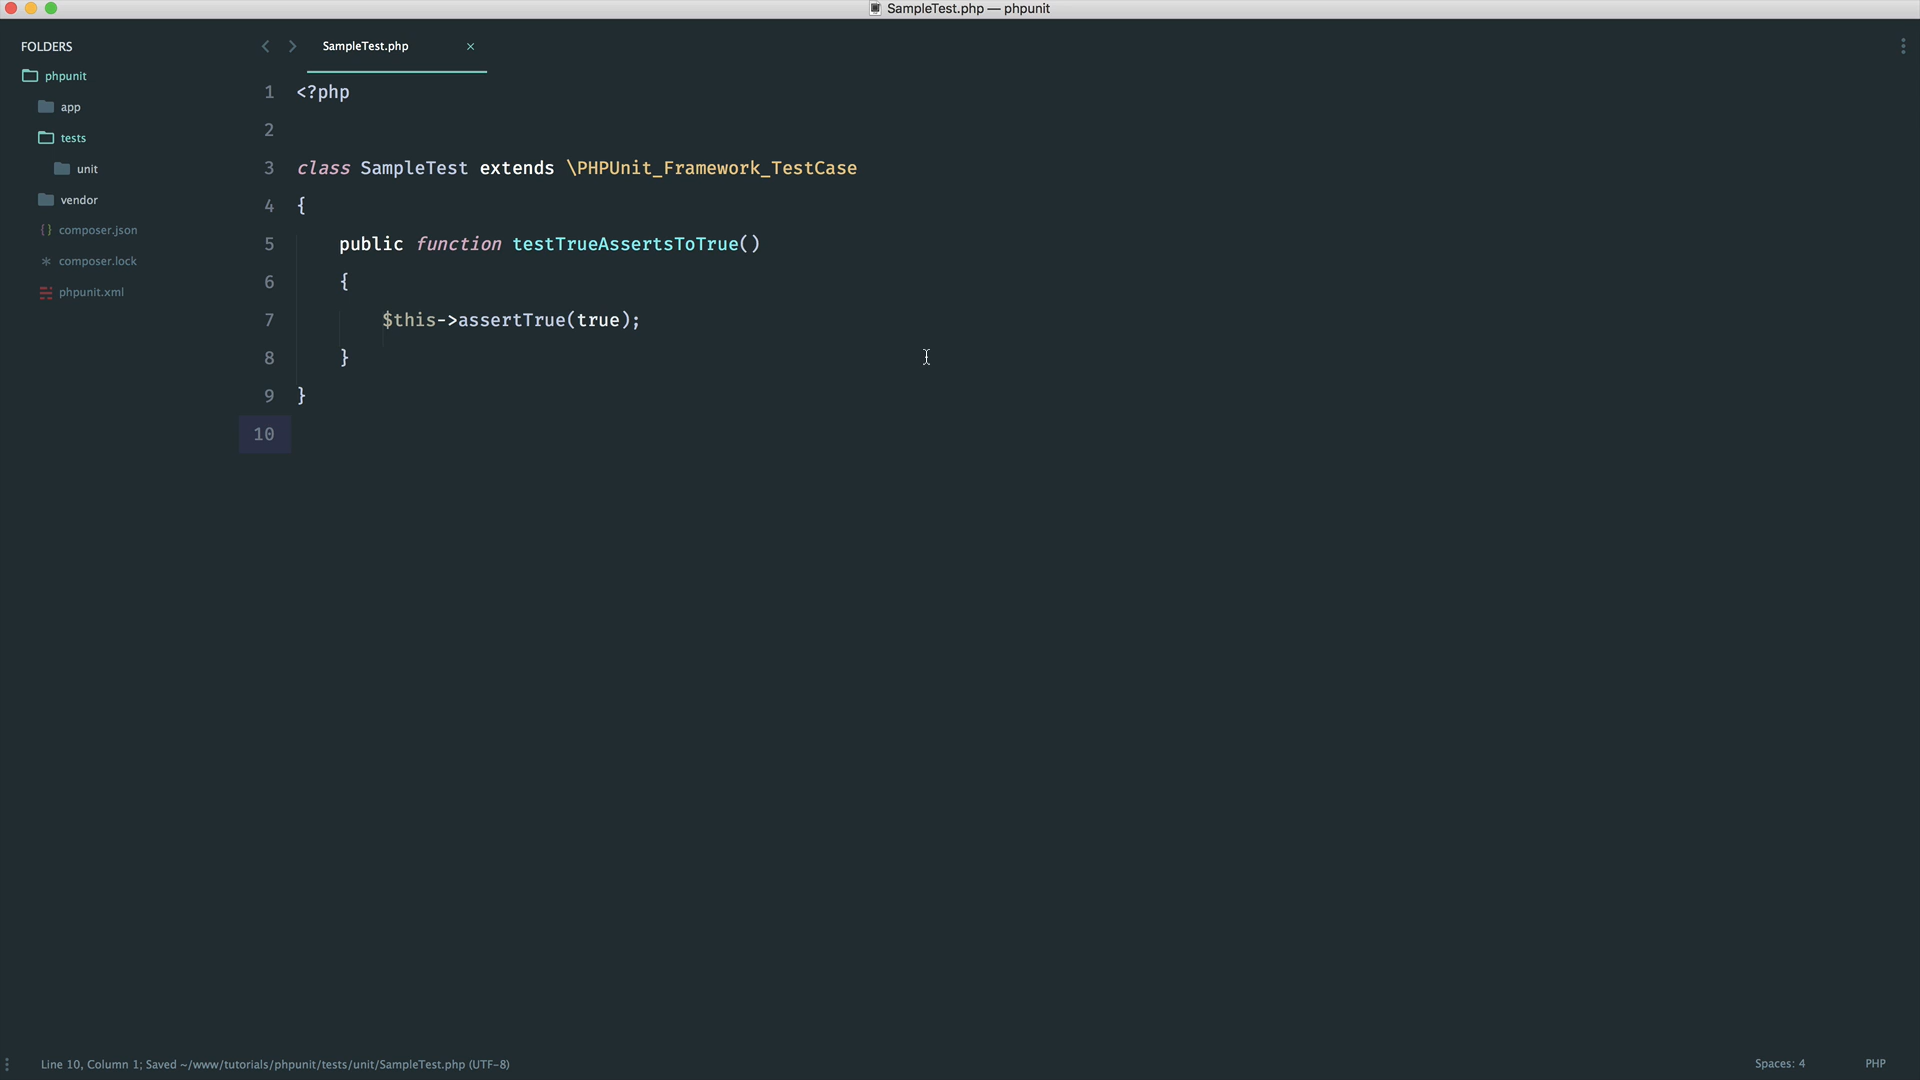 SampleTest.php — phpunit
FOLDERS
phpunit
app
tests
unit
vendor
composer.json
composer.lock
phpunit.xml
SampleTest.php ×
1 <?php
2
3 class SampleTest extends \PHPUnit_Framework_TestCase
4 {
5 public function testTrueAssertsToTrue()
6 {
7 $this->assertTrue(true);
8 }
9 }
10
Line 10, Column 1; Saved ~/www/tutorials/phpunit/tests/unit/SampleTest.php (UTF-8)
Spaces: 4
PHP